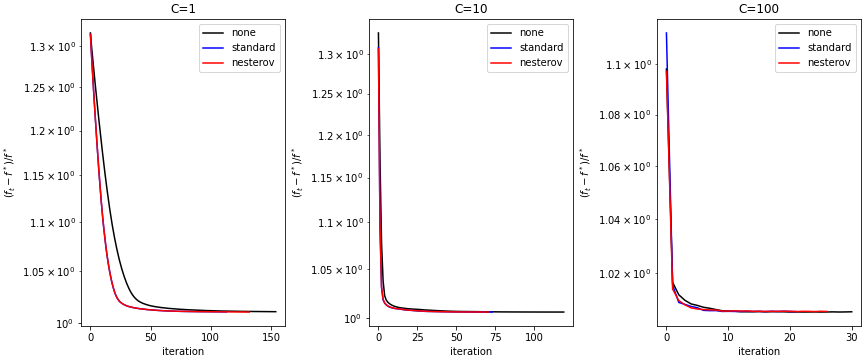 C=1
(f_t − f*)/f*
1.3 × 10⁰
1.25 × 10⁰
1.2 × 10⁰
1.15 × 10⁰
1.1 × 10⁰
1.05 × 10⁰
10⁰
none
standard
nesterov
0 50 100 150
iteration
C=10
(f_t − f*)/f*
1.3 × 10⁰
1.25 × 10⁰
1.2 × 10⁰
1.15 × 10⁰
1.1 × 10⁰
1.05 × 10⁰
10⁰
none
standard
nesterov
0 25 50 75 100
iteration
C=100
(f_t − f*)/f*
1.1 × 10⁰
1.08 × 10⁰
1.06 × 10⁰
1.04 × 10⁰
1.02 × 10⁰
none
standard
nesterov
0 10 20 30
iteration